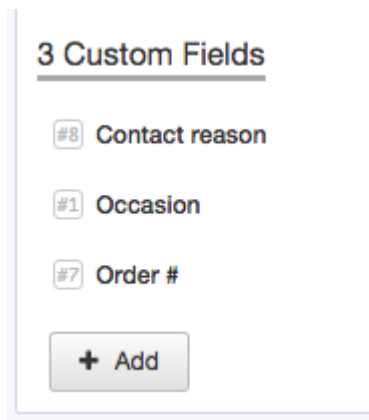 3 Custom Fields
#8 Contact reason
#1 Occasion
#7 Order #
+ Add